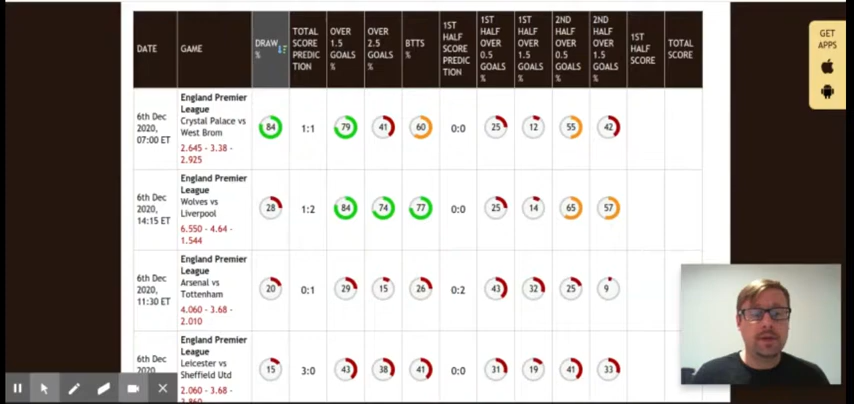 DATE
GAME
DRAW %
TOTAL SCORE PREDIC TION
OVER 1.5 GOALS %
OVER 2.5 GOALS %
BTTS %
1ST HALF SCORE PREDIC TION
1ST HALF OVER 0.5 GOALS %
1ST HALF OVER 1.5 GOALS %
2ND HALF OVER 0.5 GOALS %
2ND HALF OVER 1.5 GOALS %
1ST HALF SCORE
TOTAL SCORE
GET APPS
6th Dec 2020, 07:00 ET
England Premier League
Crystal Palace vs West Brom
2.645 - 3.38 - 2.925
84
1:1
79
41
60
0:0
25
12
55
42
6th Dec 2020, 14:15 ET
England Premier League
Wolves vs Liverpool
6.550 - 4.64 - 1.544
28
1:2
84
74
77
0:0
25
14
65
57
6th Dec 2020, 11:30 ET
England Premier League
Arsenal vs Tottenham
4.060 - 3.68 - 2.010
20
0:1
29
15
26
0:2
43
32
25
9
6th Dec 2020
England Premier League
Leicester vs Sheffield Utd
2.060 - 3.68 -
15
3:0
43
38
41
0:0
31
19
41
33